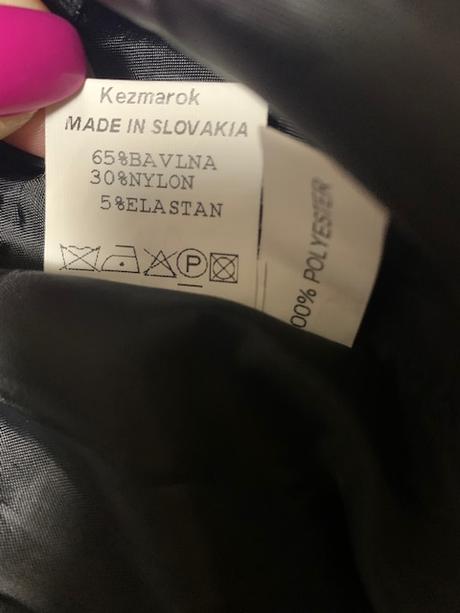 Kezmarok
MADE IN SLOVAKIA
65%BAVLNA
30%NYLON
5%ELASTAN
P
00% POLYESTER